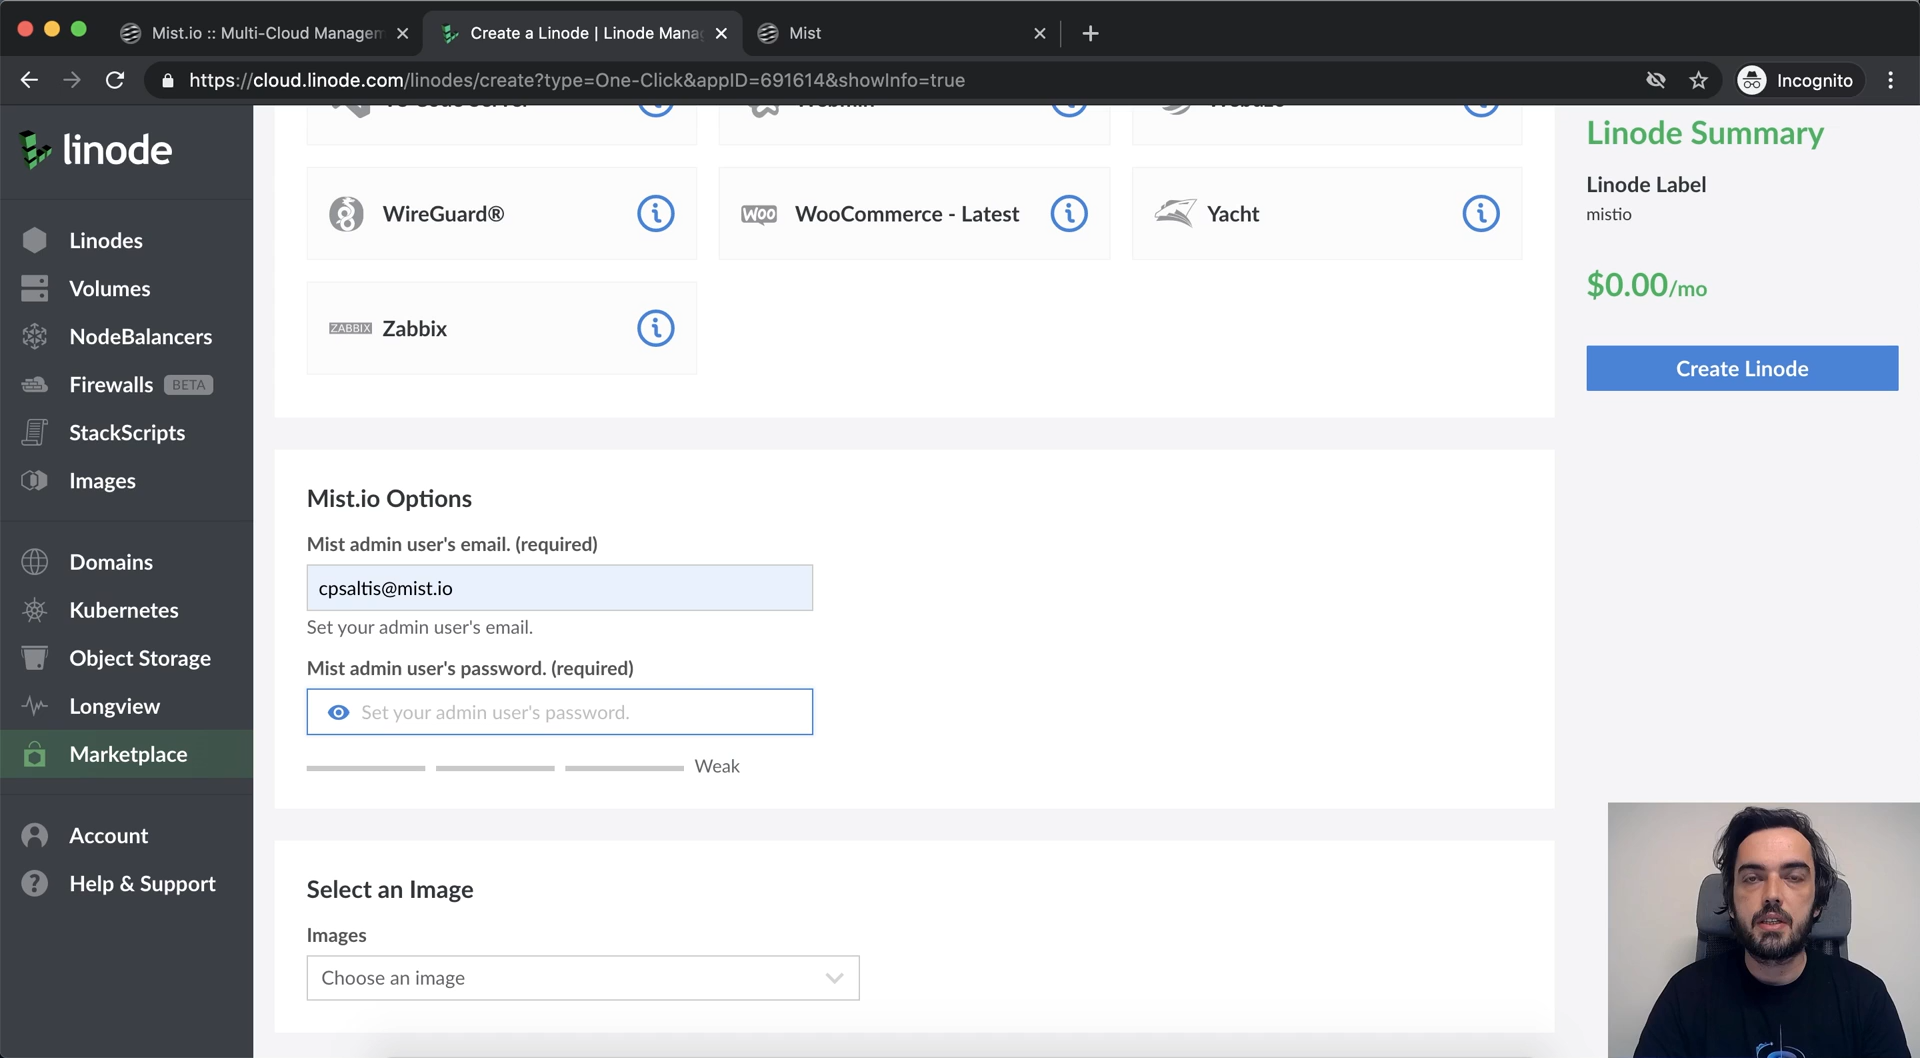 Mist.io :: Multi-Cloud Managem
Create a Linode | Linode Mana
Mist
https://cloud.linode.com/linodes/create?type=One-Click&appID=691614&showInfo=true
Incognito
linode
Linodes
Volumes
NodeBalancers
Firewalls BETA
StackScripts
Images
Domains
Kubernetes
Object Storage
Longview
Marketplace
Account
Help & Support
WireGuard®
WOO WooCommerce - Latest
Yacht
ZABBIX Zabbix
Mist.io Options
Mist admin user's email. (required)
cpsaltis@mist.io
Set your admin user's email.
Mist admin user's password. (required)
Set your admin user's password.
Weak
Select an Image
Images
Choose an image
Linode Summary
Linode Label
mistio
$0.00/mo
Create Linode